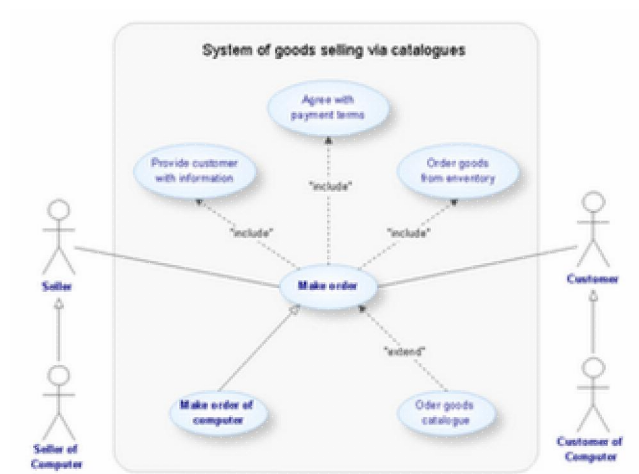 System of goods selling via catalogues
Agree with
payment terms
Provide customer
with information
Order goods
from enventory
"include"
"include"
"include"
Seller
Customer
Make order
"extend"
Make order of
computer
Oder goods
catalogue
Seller of
Computer
Customer of
Computer